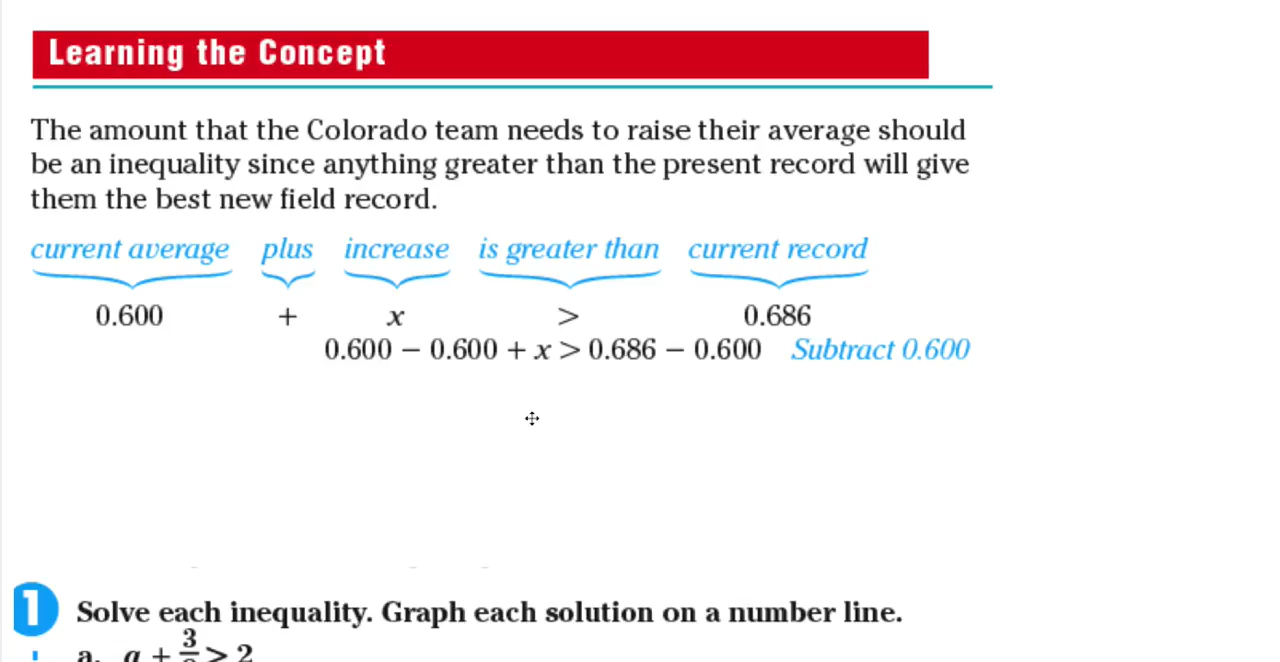 Learning the Concept
The amount that the Colorado team needs to raise their average should
be an inequality since anything greater than the present record will give
them the best new field record.
current average plus increase is greater than current record
0.600 + x > 0.686
0.600 − 0.600 + x > 0.686 − 0.600 Subtract 0.600
1 Solve each inequality. Graph each solution on a number line.
a. a + 3 > 2